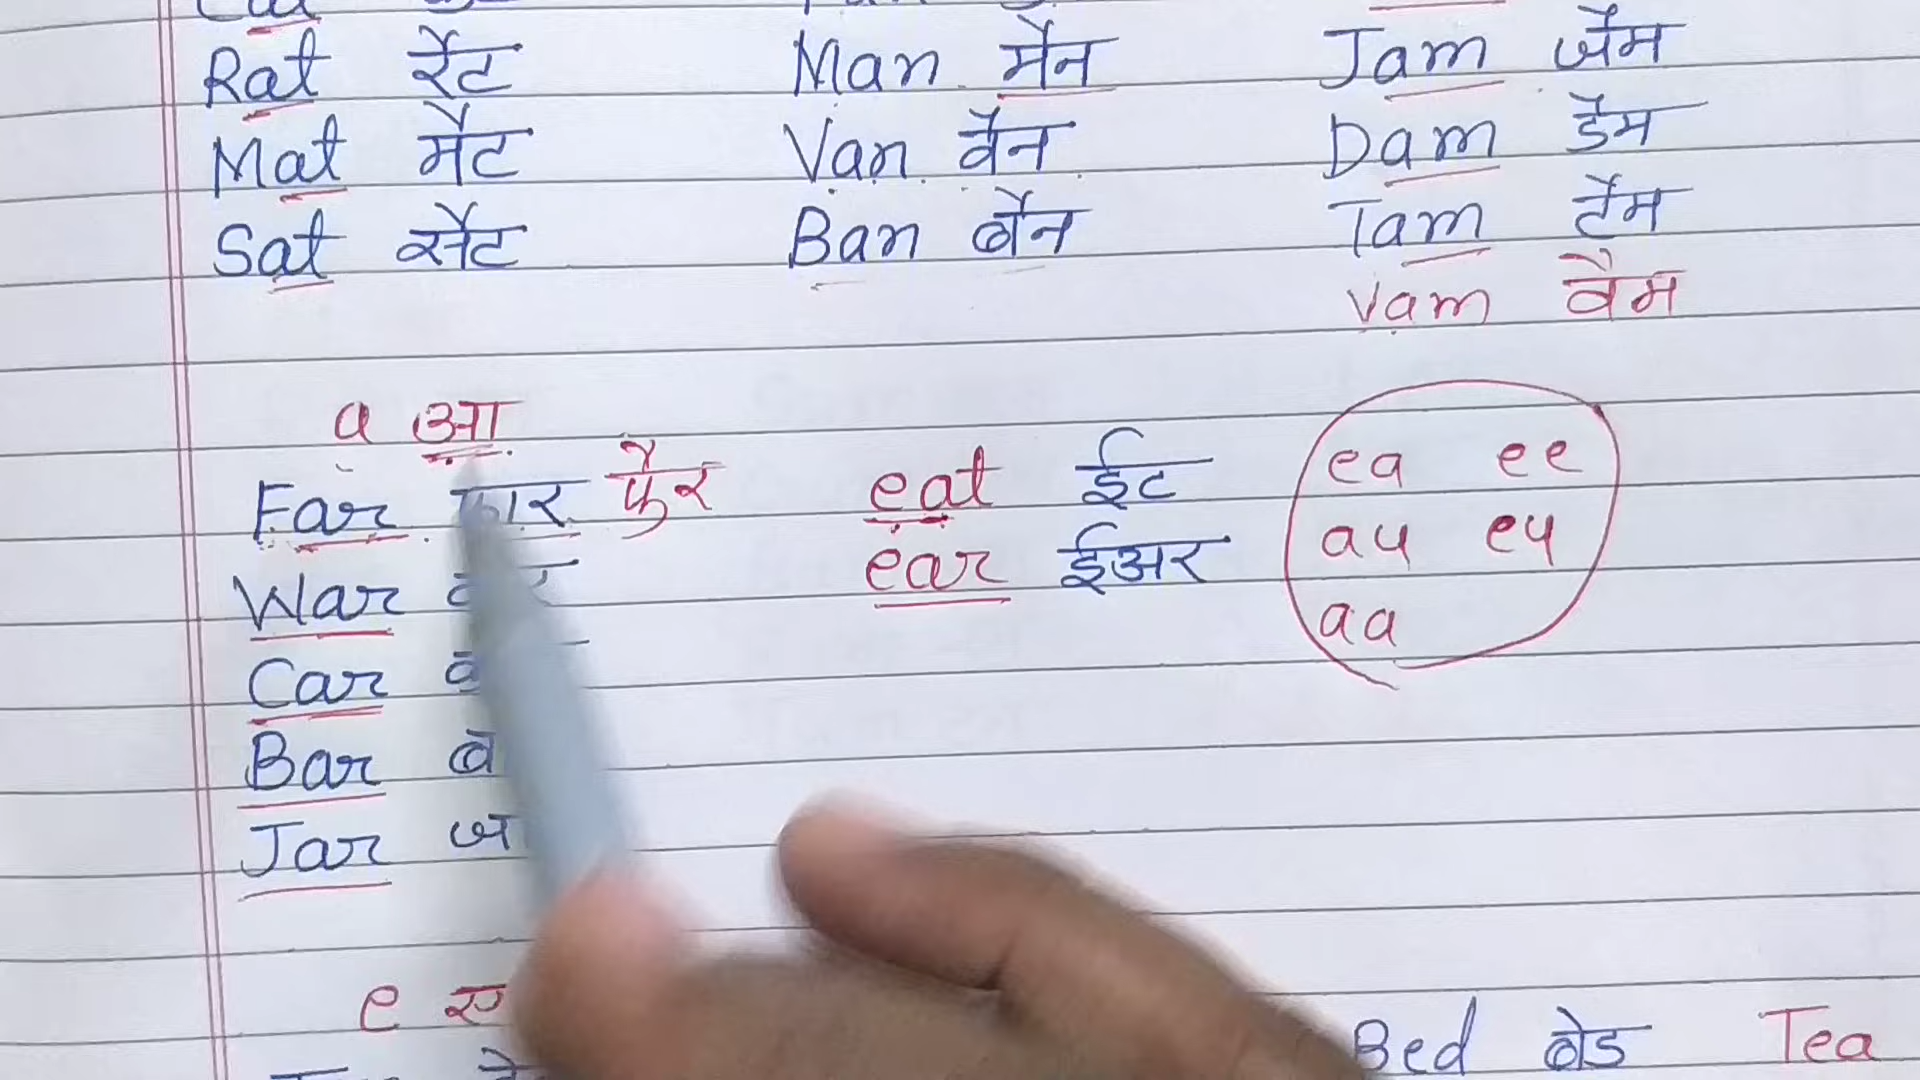 Rat रैट Man मैन Jam जैम
Mat मैट Van वैन Dam डैम
Sat सैट Ban बैन Tam टैम
Vam वैम
a आ
Far फार फैर eat ईट ea ee
War ear ईअर au eu
Car aa
Bar
Jar
e ए
Bed बेड Tea